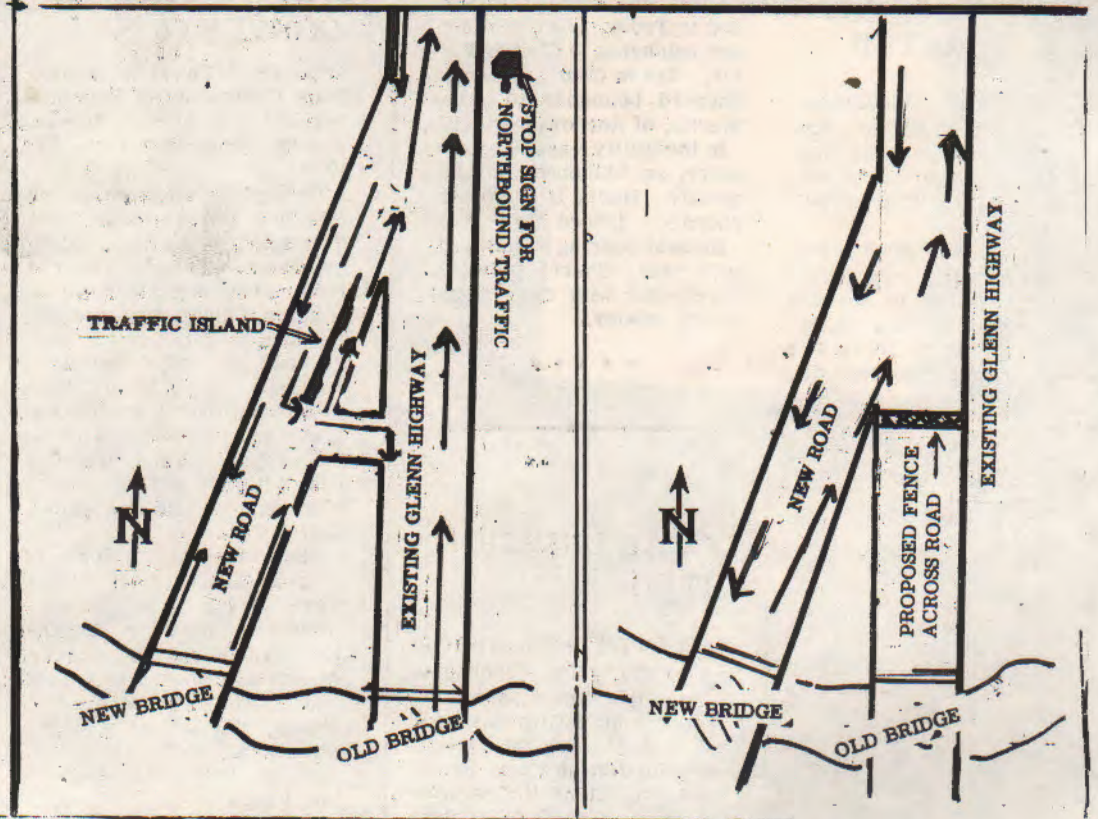 STOP SIGN FOR
NORTHBOUND TRAFFIC
TRAFFIC ISLAND
EXISTING GLENN HIGHWAY
NEW ROAD
N
NEW BRIDGE
OLD BRIDGE
EXISTING GLENN HIGHWAY
NEW ROAD
PROPOSED FENCE
ACROSS ROAD
N
NEW BRIDGE
OLD BRIDGE